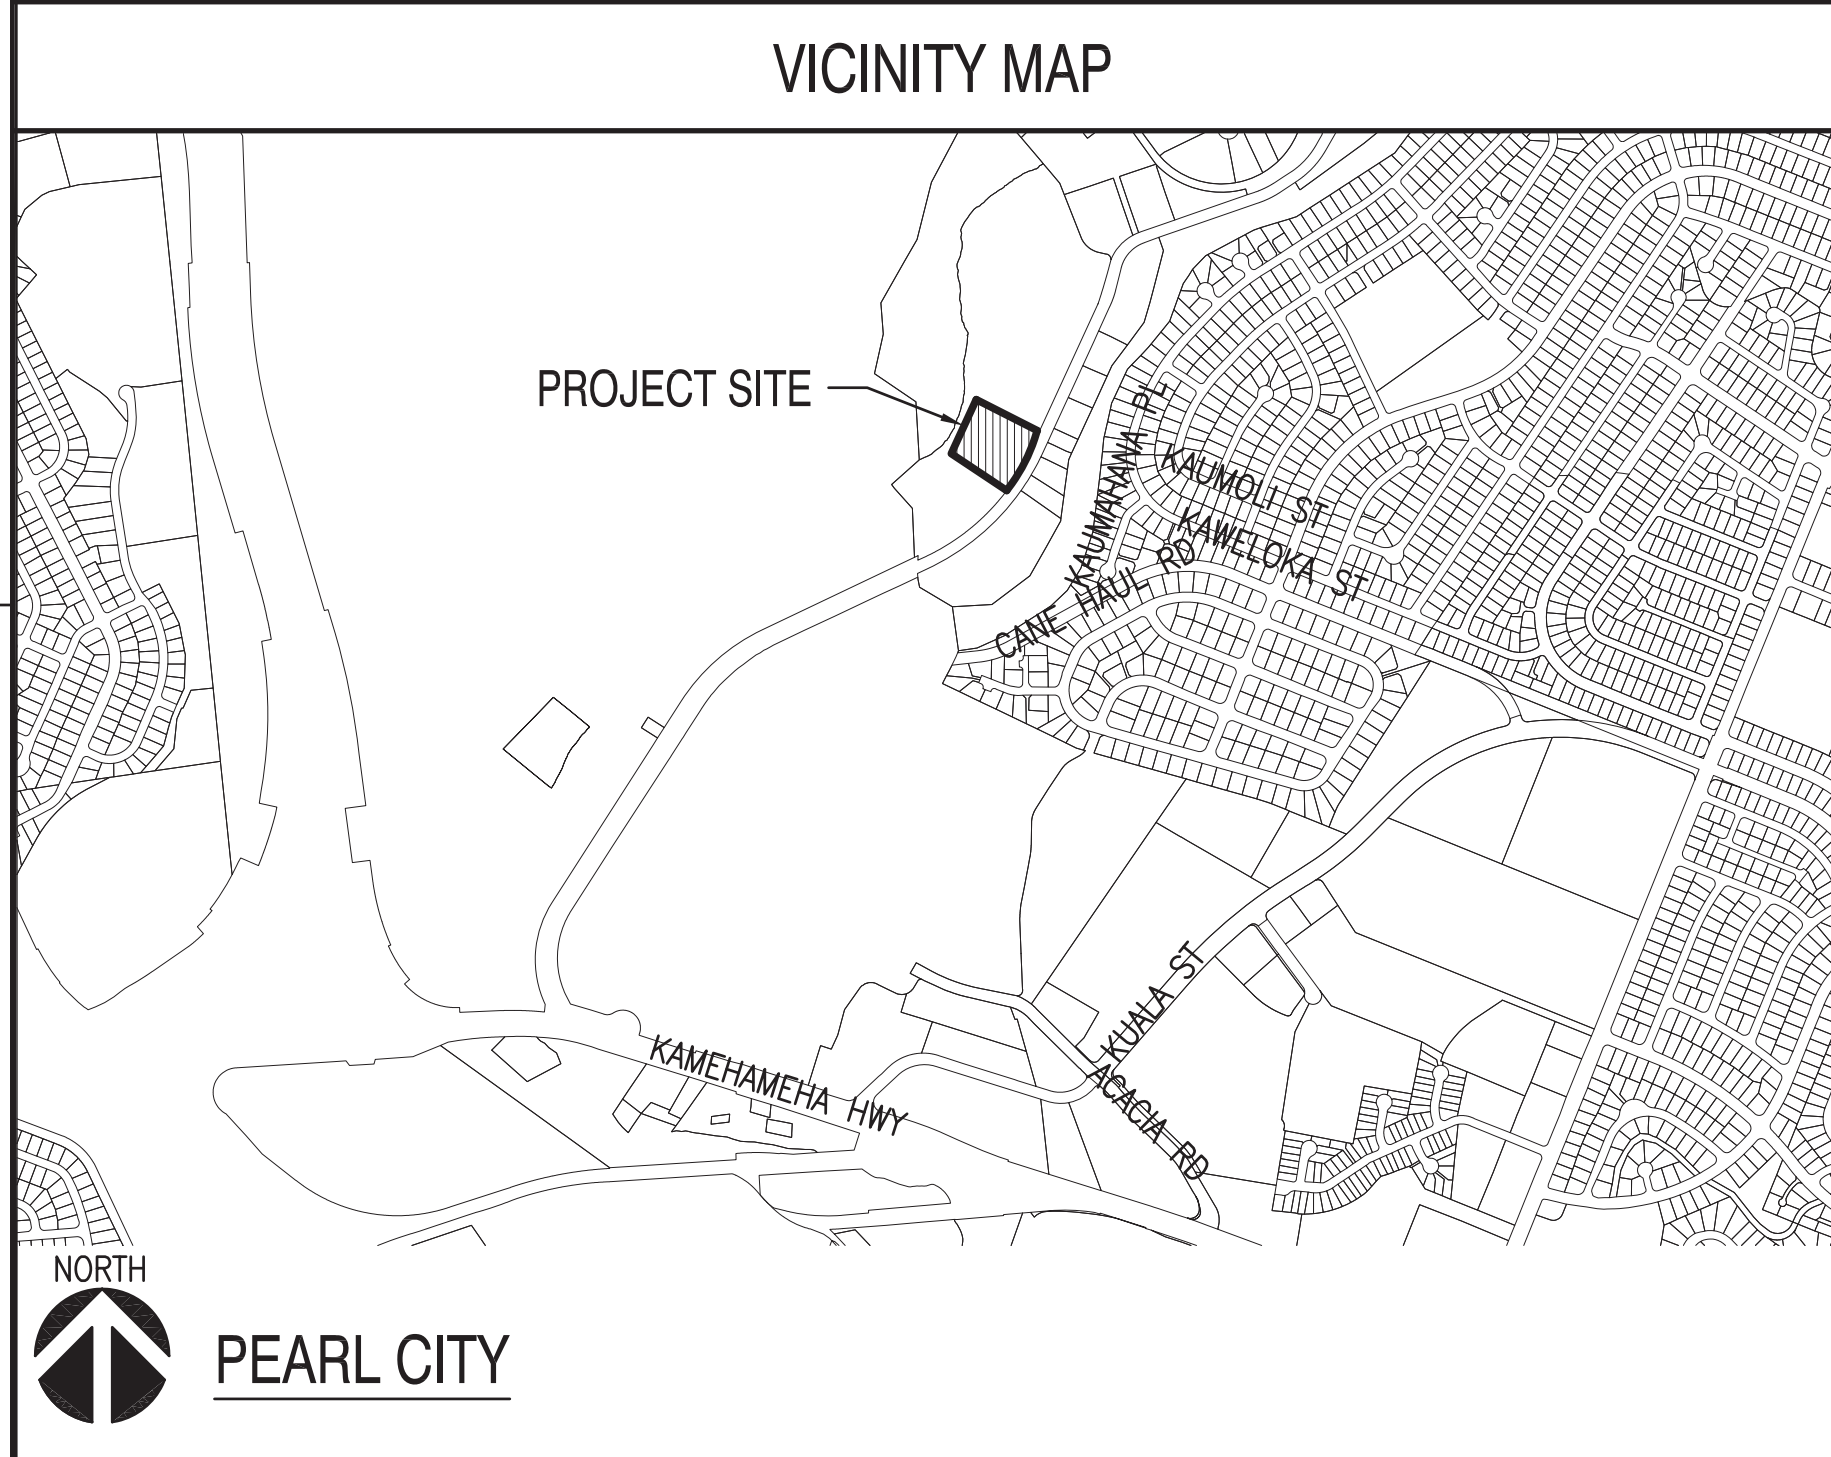 VICINITY MAP
PROJECT SITE
KAUMAHANA PL
KAUMOLI ST
KAWELOKA ST
CANE HAUL RD
KUALA ST
KAMEHAMEHA HWY
ACACIA RD
NORTH
PEARL CITY